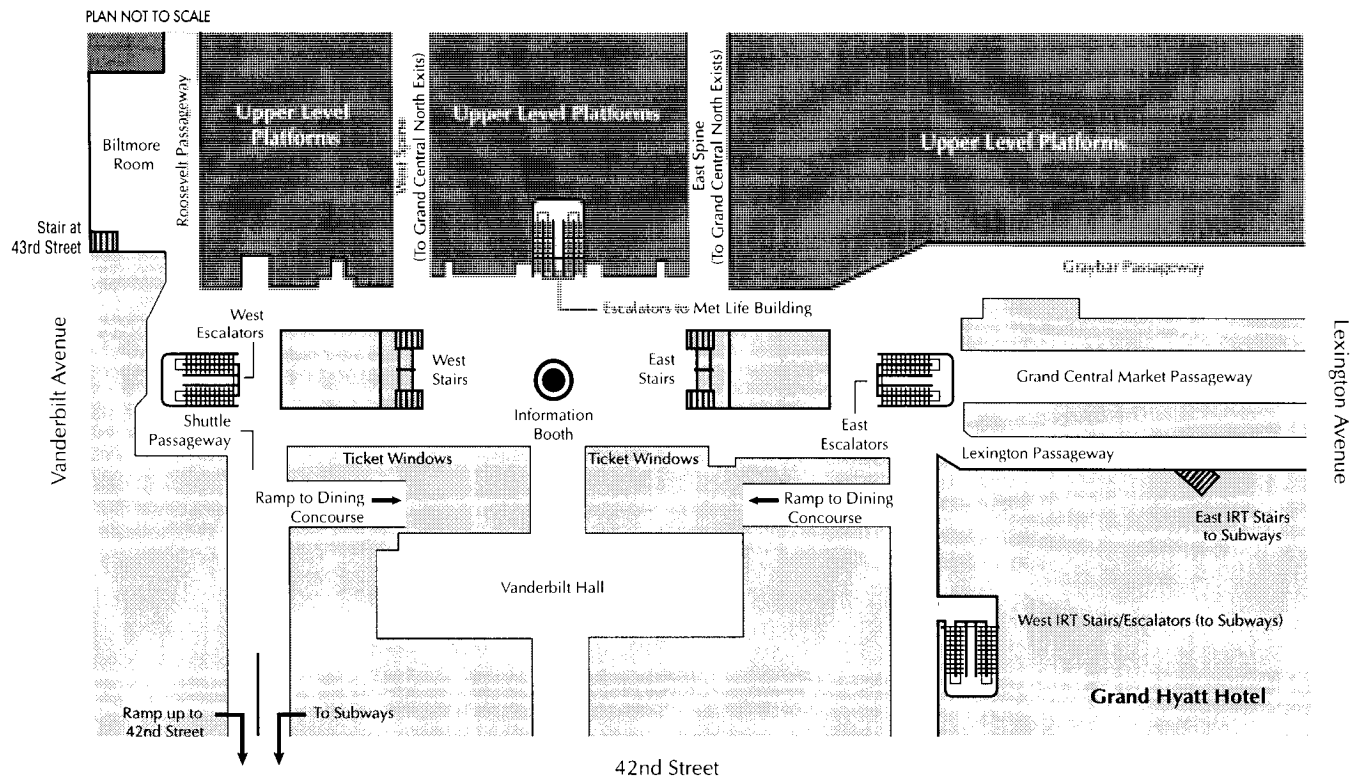 PLAN NOT TO SCALE
Biltmore
Room
Roosevelt Passageway
Upper Level
Platforms
West Spine
(To Grand Central North Exits)
Upper Level Platforms
East Spine
(To Grand Central North Exists)
Upper Level Platforms
Stair at
43rd Street
Graybar Passageway
Escalators to Met Life Building
Vanderbilt Avenue
West
Escalators
West
Stairs
Information
Booth
East
Stairs
East
Escalators
Grand Central Market Passageway
Lexington Avenue
Shuttle
Passageway
Lexington Passageway
Ticket Windows
Ticket Windows
Ramp to Dining
Concourse
Ramp to Dining
Concourse
East IRT Stairs
to Subways
Vanderbilt Hall
West IRT Stairs/Escalators (to Subways)
Grand Hyatt Hotel
Ramp up to
42nd Street
To Subways
42nd Street